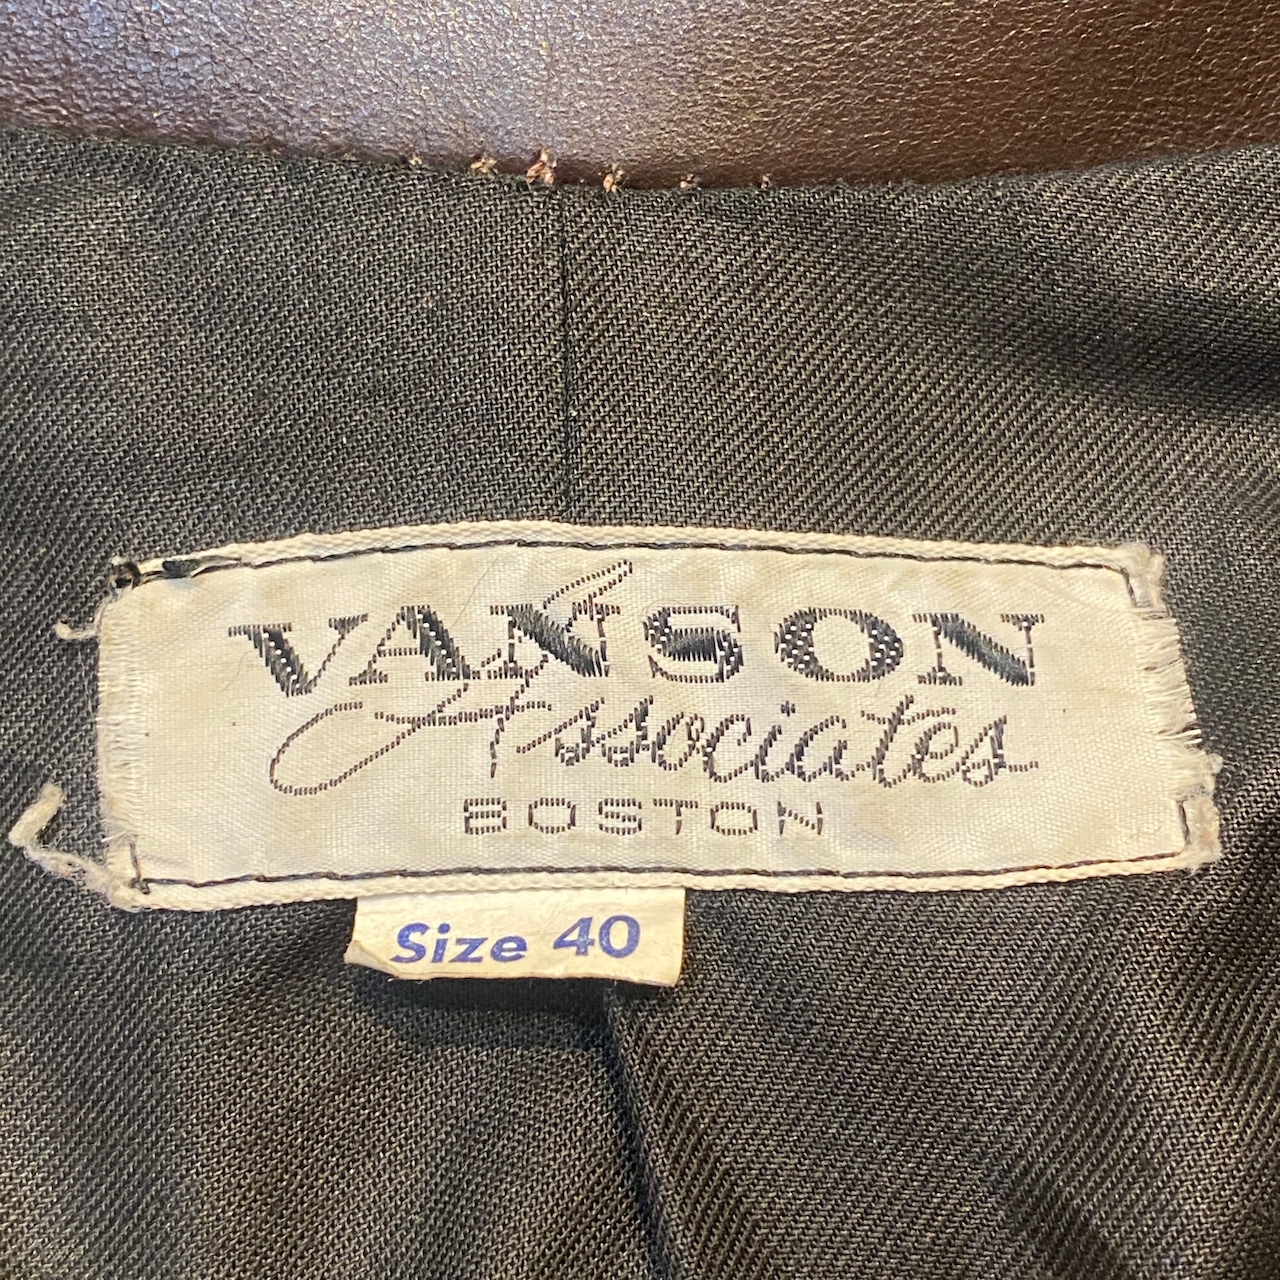 VANSON
Associates
BOSTON
Size 40